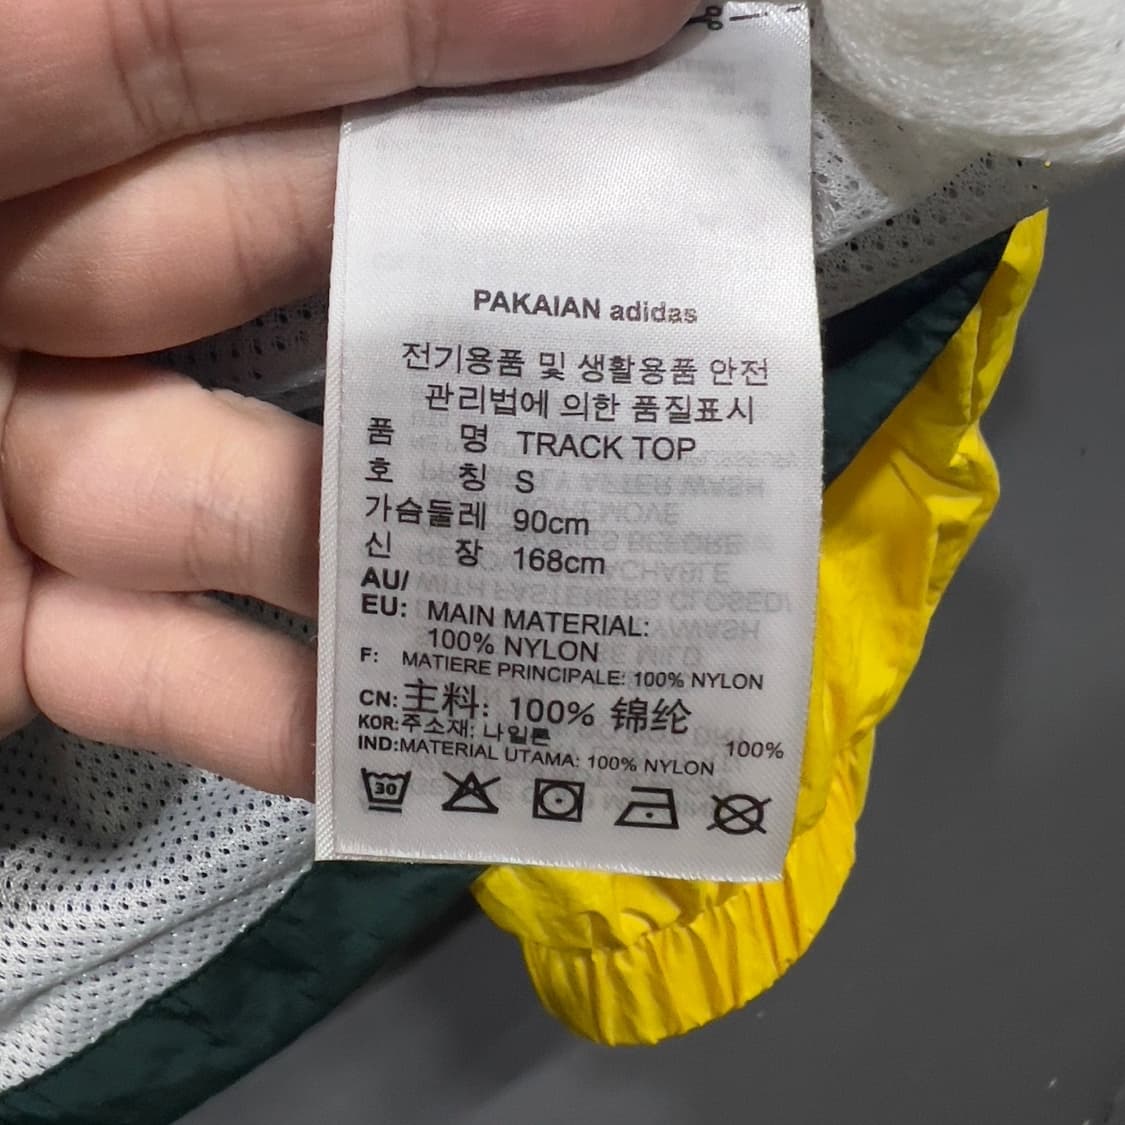 PAKAIAN adidas
전기용품 및 생활용품 안전
관리법에 의한 품질표시
품 명 TRACK TOP
호 칭 S
가슴둘레 90cm
신 장 168cm
AU/
EU: MAIN MATERIAL:
100% NYLON
F: MATIERE PRINCIPALE: 100% NYLON
CN: 主料: 100% 锦纶
KOR: 주소재: 나일론 100%
IND:MATERIAL UTAMA: 100% NYLON
30